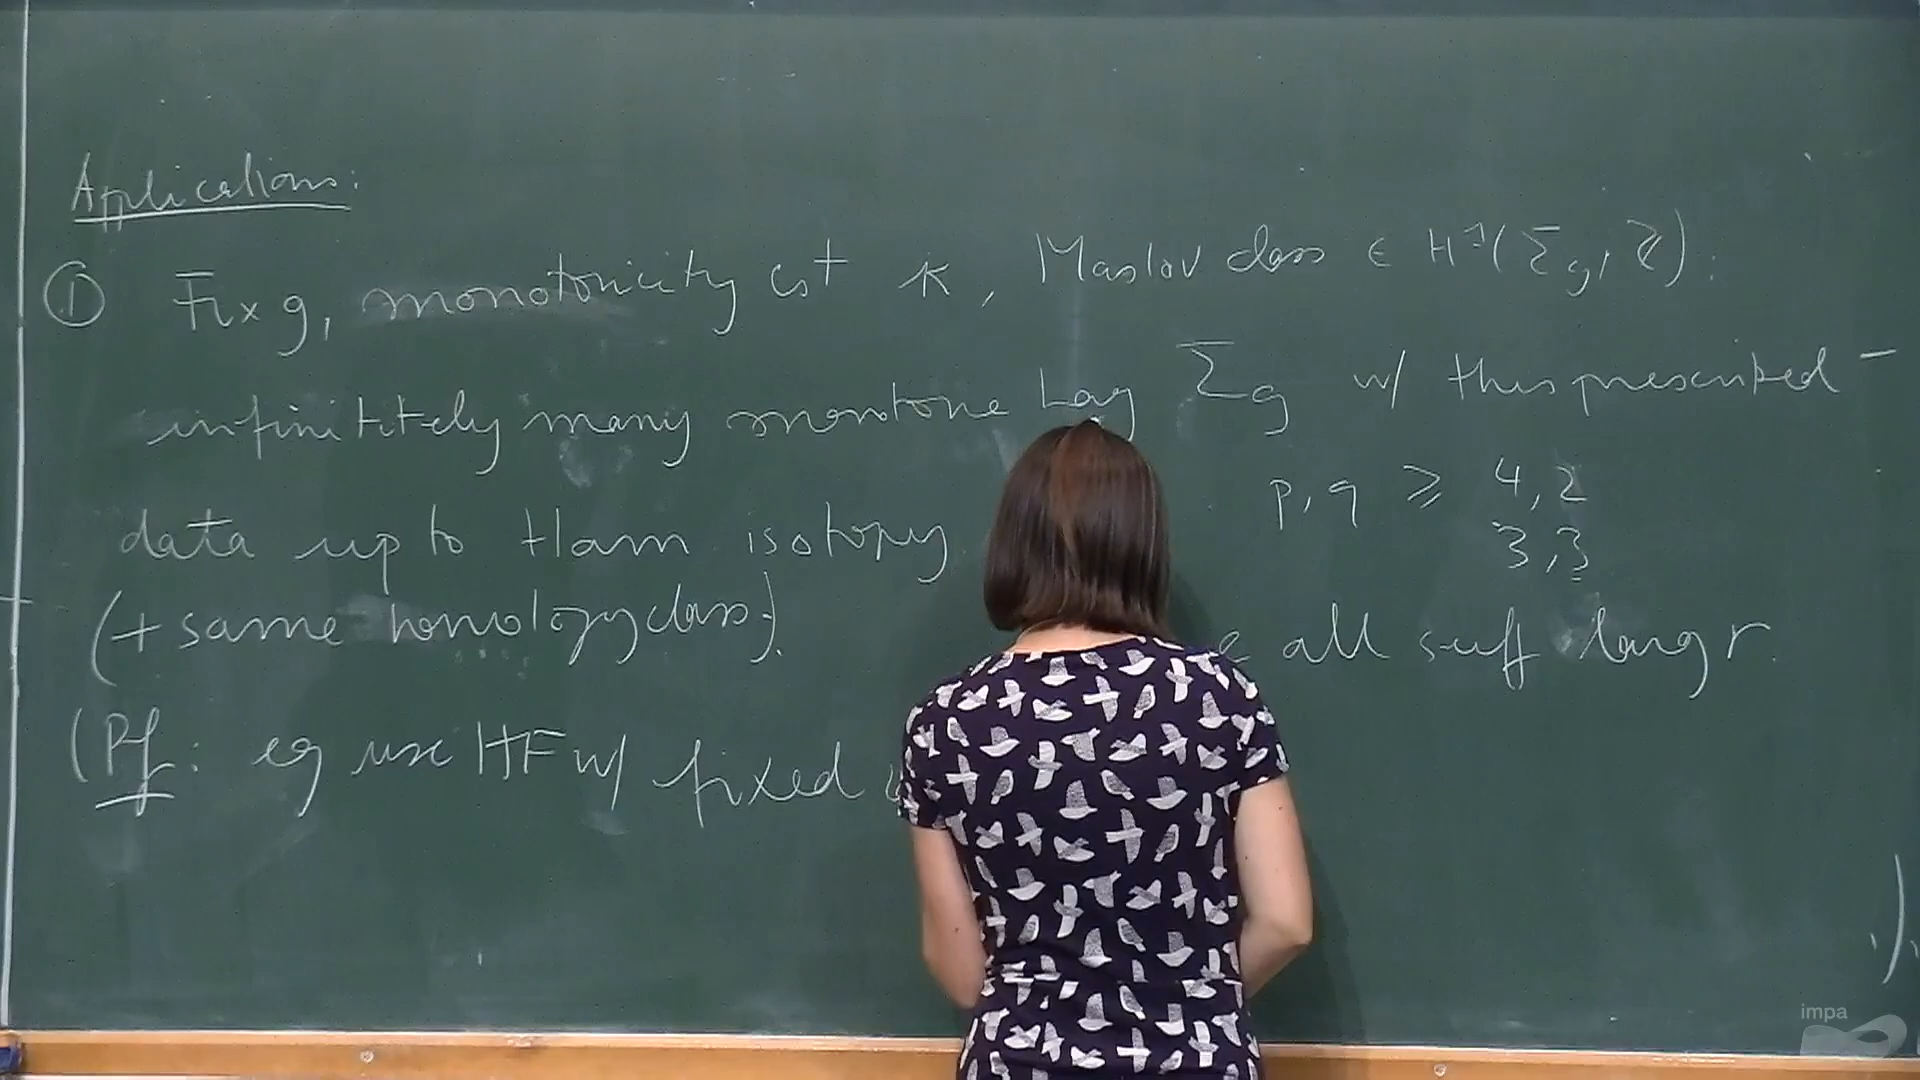 Applications:
① Fix g, monotonicity cst κ, Maslov class ∈ H¹(Σg, ℤ):
infinititely many monotone Lag Σg w/ this prescribed –
data up to Ham isotopy
p, q ≥ 4,2
3,3
(+ same homology class).
all suff large r.
(Pf: eg use HF w/ fixed
impa